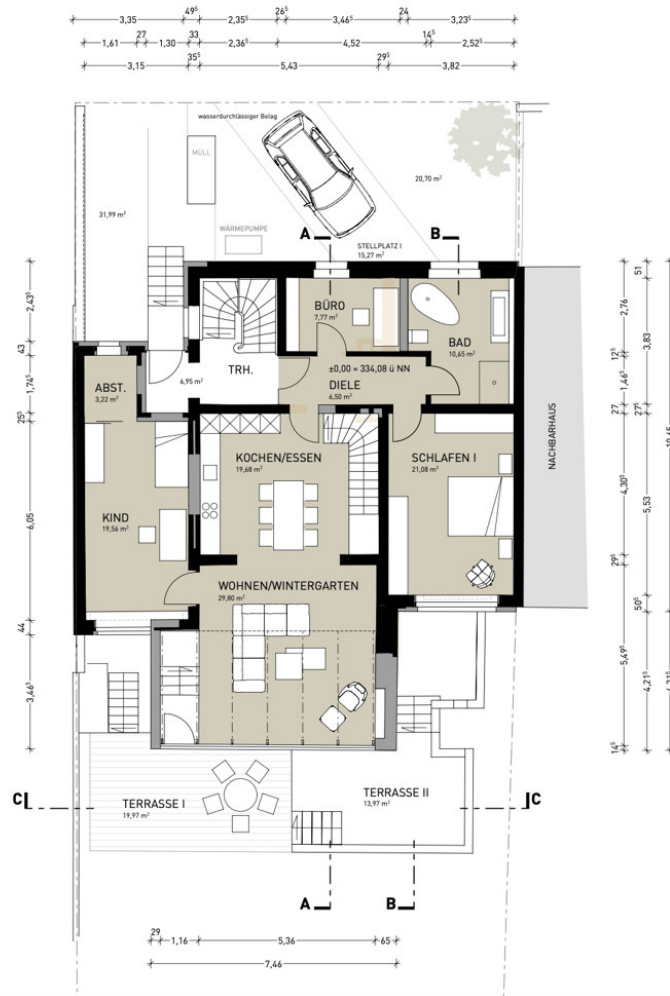 3,35 49⁵ 2,35⁵ 26⁵ 3,46⁵ 24 3,23⁵
27 33 14⁵
1,61 1,30 2,36⁵ 4,52 2,52⁵
35⁵ 29⁵
3,15 5,43 3,82
wasserdurchlässiger Belag
MÜLL
20,70 m²
31,99 m²
WÄRMEPUMPE
A B
STELLPLATZ I
15,27 m²
BÜRO
7,77 m²
BAD
10,65 m²
TRH.
6,95 m²
±0,00 = 334,08 ü NN
DIELE
6,50 m²
ABST.
3,22 m²
KOCHEN/ESSEN
19,68 m²
SCHLAFEN I
21,08 m²
KIND
19,56 m²
NACHBARHAUS
WOHNEN/WINTERGARTEN
29,80 m²
TERRASSE I
19,97 m²
TERRASSE II
13,97 m²
C C
A B
2,43⁵
43
1,74⁵
25⁵
6,05
44
3,46⁵
2,76
12⁵
1,46⁵
27
4,30⁵
29⁵
5,49⁵
14⁵
51
3,83
27⁵
5,53
50⁵
4,21⁵
29
1,16 5,36 65
7,46